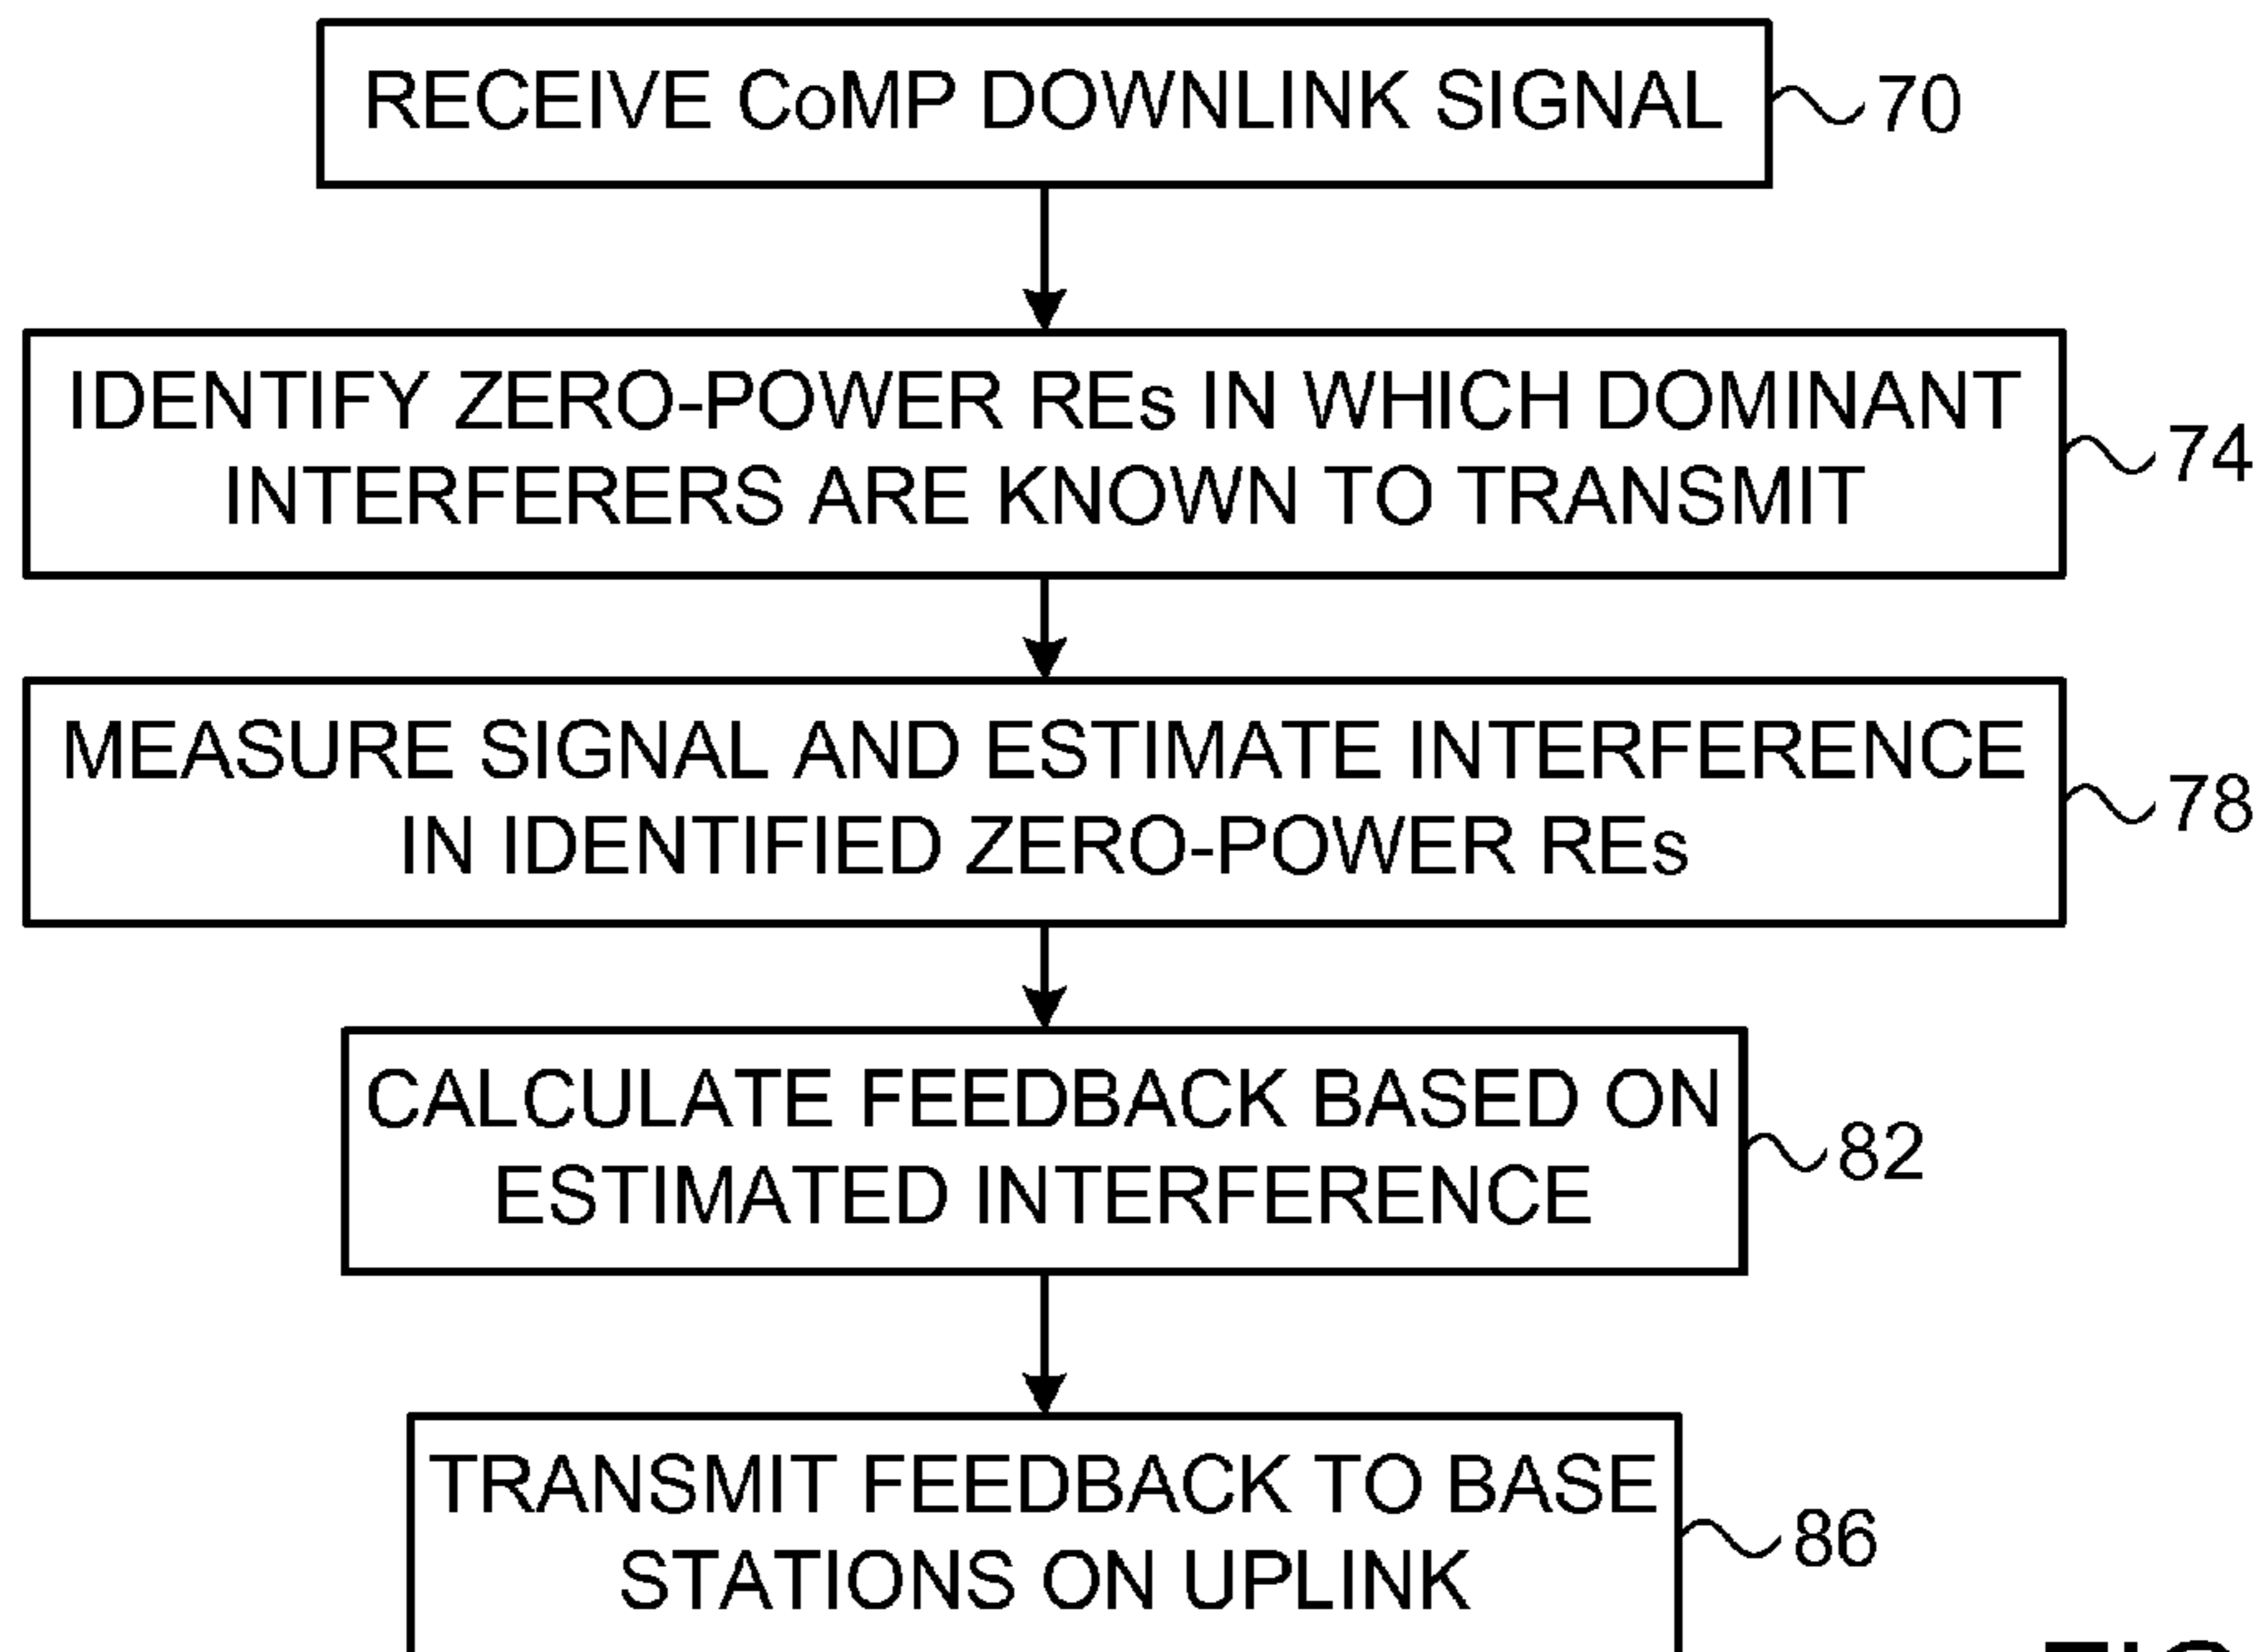 RECEIVE CoMP DOWNLINK SIGNAL
70
IDENTIFY ZERO-POWER REs IN WHICH DOMINANT
INTERFERERS ARE KNOWN TO TRANSMIT
74
MEASURE SIGNAL AND ESTIMATE INTERFERENCE
IN IDENTIFIED ZERO-POWER REs
78
CALCULATE FEEDBACK BASED ON
ESTIMATED INTERFERENCE
82
TRANSMIT FEEDBACK TO BASE
STATIONS ON UPLINK
86